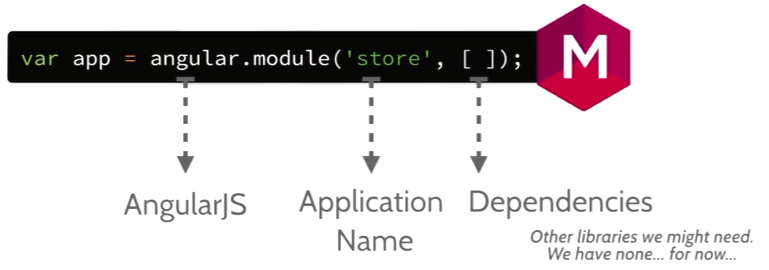 var app = angular.module('store', [ ]);
M
AngularJS
Application
Name
Dependencies
Other libraries we might need.
We have none... for now...